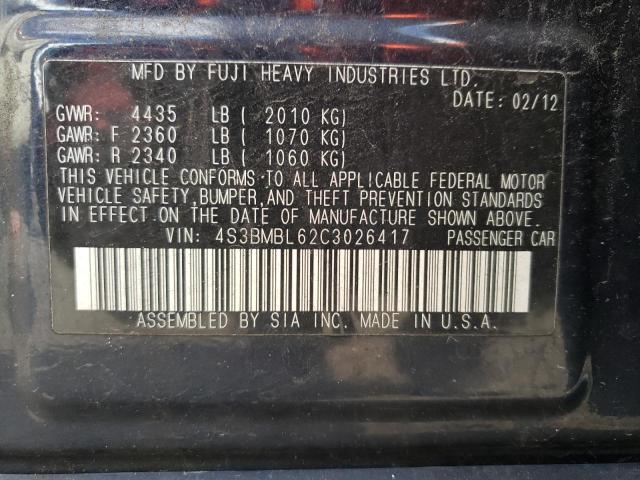 MFD BY FUJI HEAVY INDUSTRIES LTD.
DATE: 02/12
GVWR: 4435 LB ( 2010 KG)
GAWR: F 2360 LB ( 1070 KG)
GAWR: R 2340 LB ( 1060 KG)
THIS VEHICLE CONFORMS TO ALL APPLICABLE FEDERAL MOTOR
VEHICLE SAFETY, BUMPER, AND THEFT PREVENTION STANDARDS
IN EFFECT ON THE DATE OF MANUFACTURE SHOWN ABOVE.
VIN: 4S3BMBL62C3026417 PASSENGER CAR
ASSEMBLED BY SIA INC. MADE IN U.S.A.